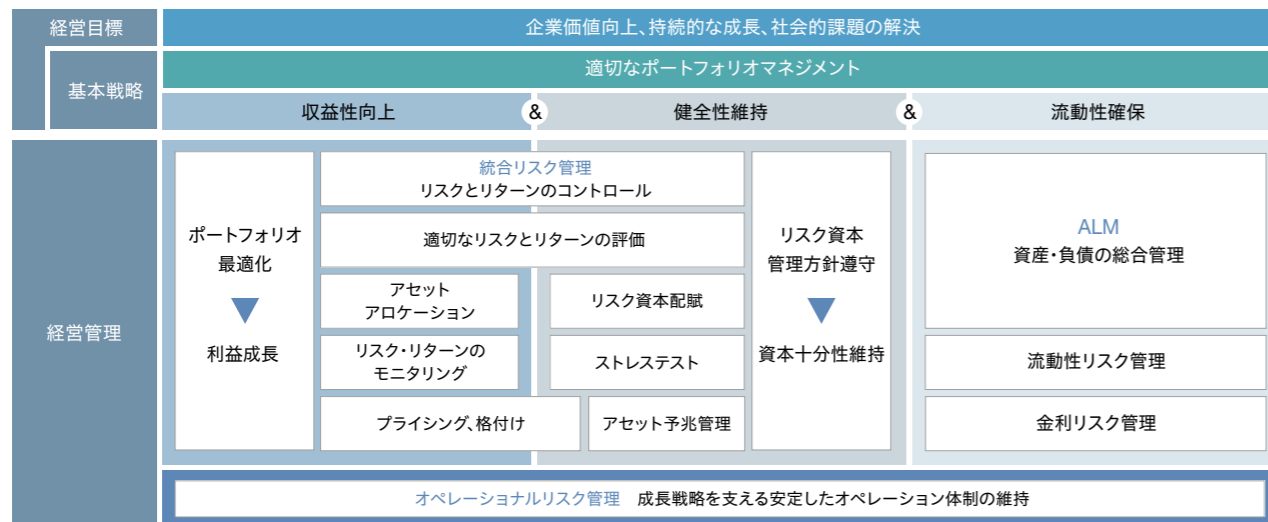 経営目標
企業価値向上、持続的な成長、社会的課題の解決
基本戦略
適切なポートフォリオマネジメント
収益性向上
&
健全性維持
&
流動性確保
経営管理
ポートフォリオ
最適化
利益成長
統合リスク管理
リスクとリターンのコントロール
適切なリスクとリターンの評価
アセット
アロケーション
リスク資本配賦
リスク・リターンの
モニタリング
ストレステスト
プライシング、格付け
アセット予兆管理
リスク資本
管理方針遵守
資本十分性維持
ALM
資産・負債の総合管理
流動性リスク管理
金利リスク管理
オペレーショナルリスク管理 成長戦略を支える安定したオペレーション体制の維持